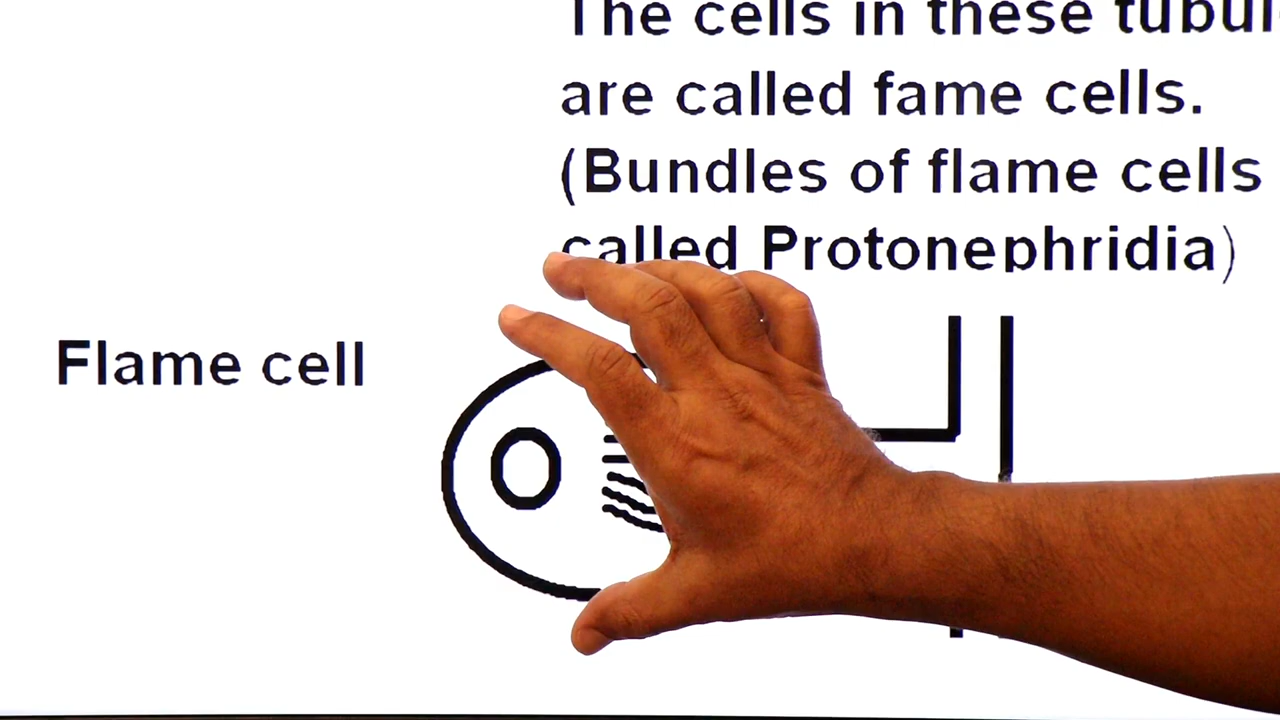 The cells in these
are called fame cells.
(Bundles of flame cells
called Protonephridia)
Flame cell